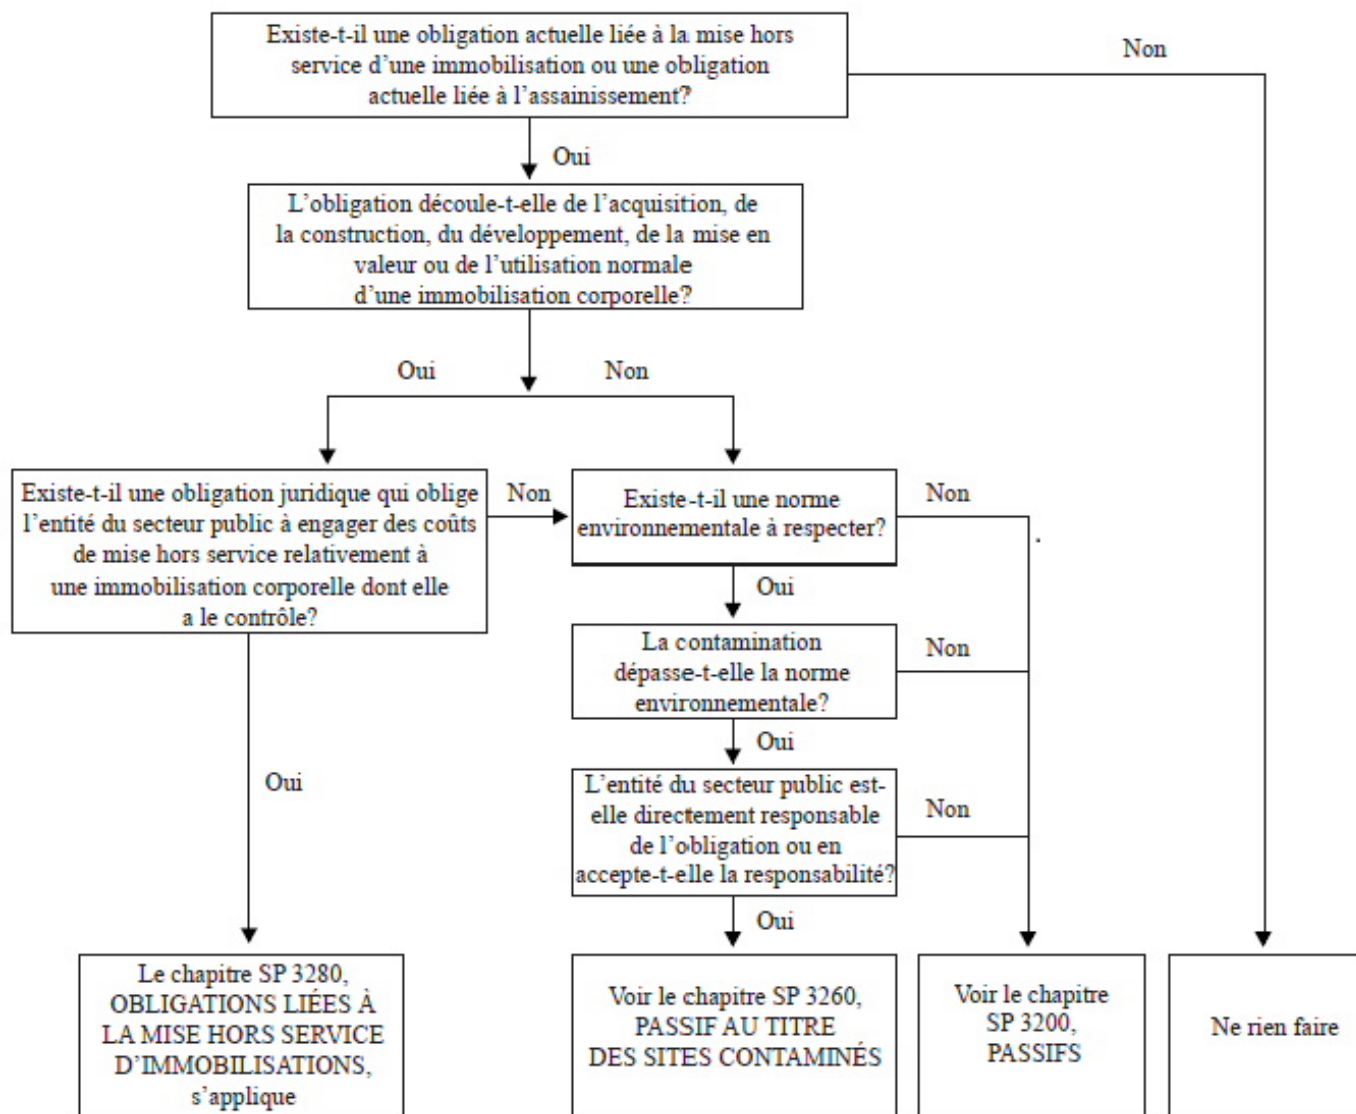 Existe-t-il une obligation actuelle liée à la mise hors
service d’une immobilisation ou une obligation
actuelle liée à l’assainissement?
Non
Oui
L’obligation découle-t-elle de l’acquisition, de
la construction, du développement, de la mise en
valeur ou de l’utilisation normale
d’une immobilisation corporelle?
Oui
Non
Existe-t-il une obligation juridique qui oblige
l’entité du secteur public à engager des coûts
de mise hors service relativement à
une immobilisation corporelle dont elle
a le contrôle?
Non
Existe-t-il une norme
environnementale à respecter?
Non
Oui
La contamination
dépasse-t-elle la norme
environnementale?
Non
Oui
Oui
L’entité du secteur public est-
elle directement responsable
de l’obligation ou en
accepte-t-elle la responsabilité?
Non
Oui
Le chapitre SP 3280,
OBLIGATIONS LIÉES À
LA MISE HORS SERVICE
D’IMMOBILISATIONS,
s’applique
Voir le chapitre SP 3260,
PASSIF AU TITRE
DES SITES CONTAMINÉS
Voir le chapitre
SP 3200,
PASSIFS
Ne rien faire